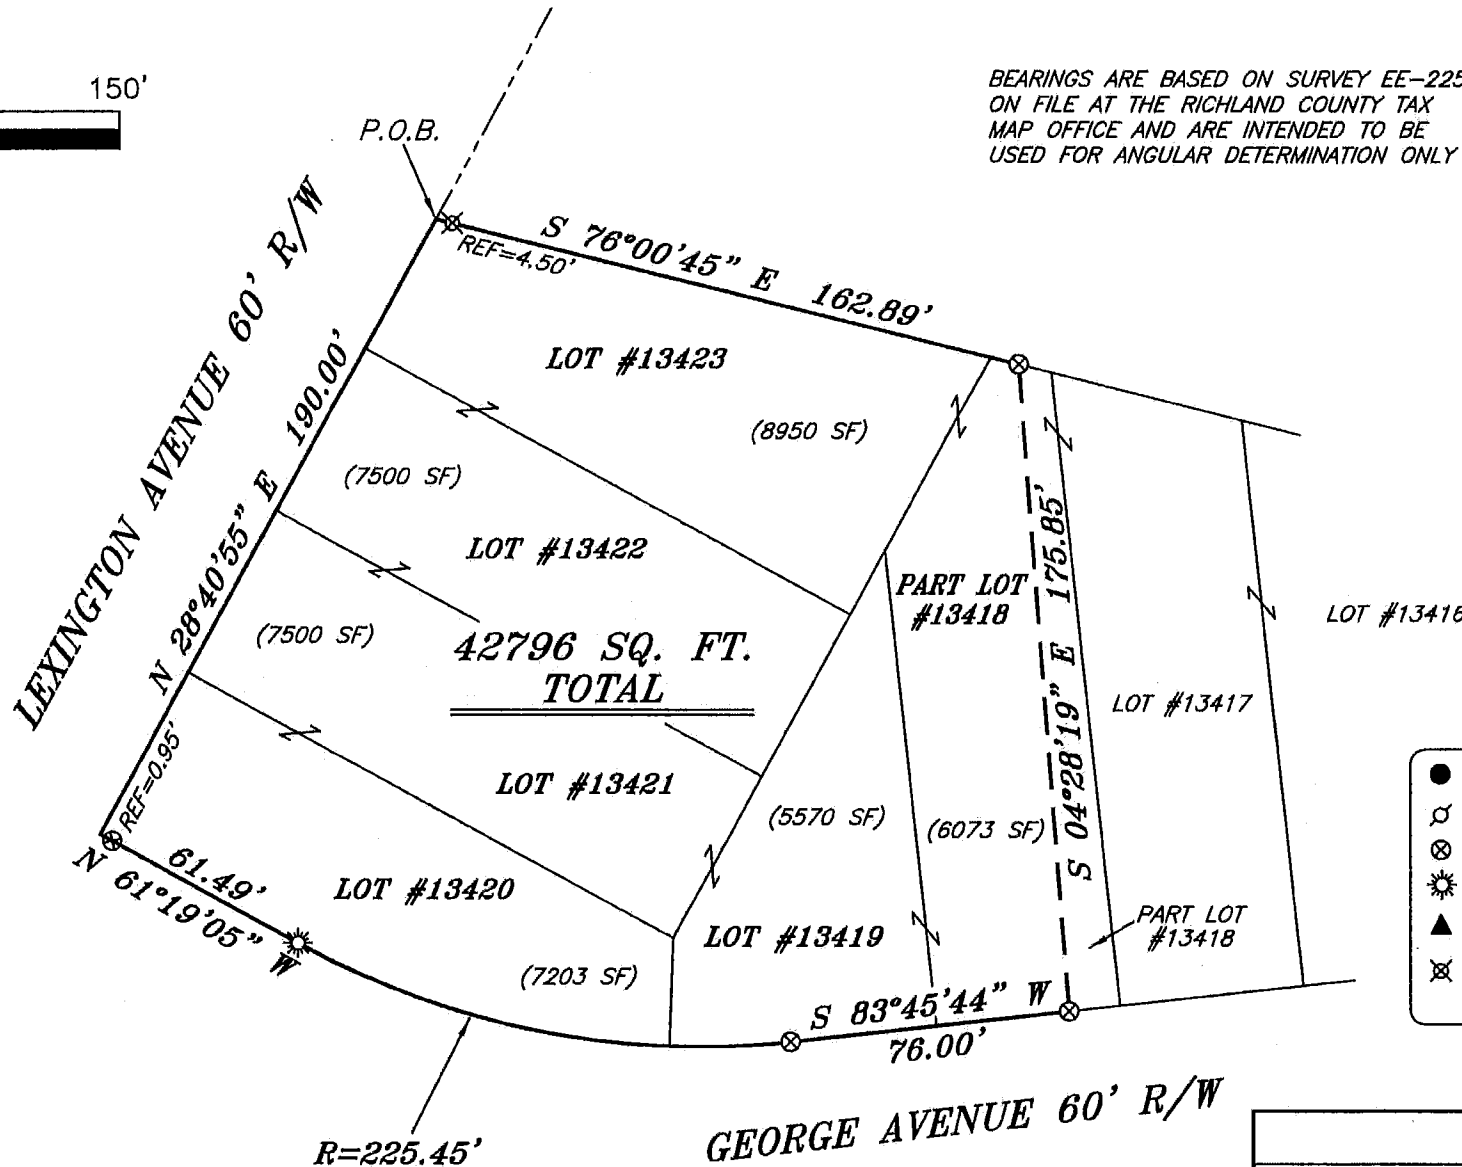 150'
BEARINGS ARE BASED ON SURVEY EE-225
ON FILE AT THE RICHLAND COUNTY TAX
MAP OFFICE AND ARE INTENDED TO BE
USED FOR ANGULAR DETERMINATION ONLY
P.O.B.
LEXINGTON AVENUE 60' R/W
S 76°00'45" E 162.89'
REF=4.50'
N 28°40'55" E 190.00'
LOT #13423
(8950 SF)
(7500 SF)
LOT #13422
PART LOT
#13418
S 04°28'19" E 175.85'
LOT #13416
(7500 SF)
42796 SQ. FT.
TOTAL
LOT #13417
REF=0.95'
LOT #13421
(5570 SF)
(6073 SF)
61.49'
N 61°19'05" W
LOT #13420
LOT #13419
PART LOT
#13418
(7203 SF)
S 83°45'44" W
76.00'
R=225.45'
GEORGE AVENUE 60' R/W